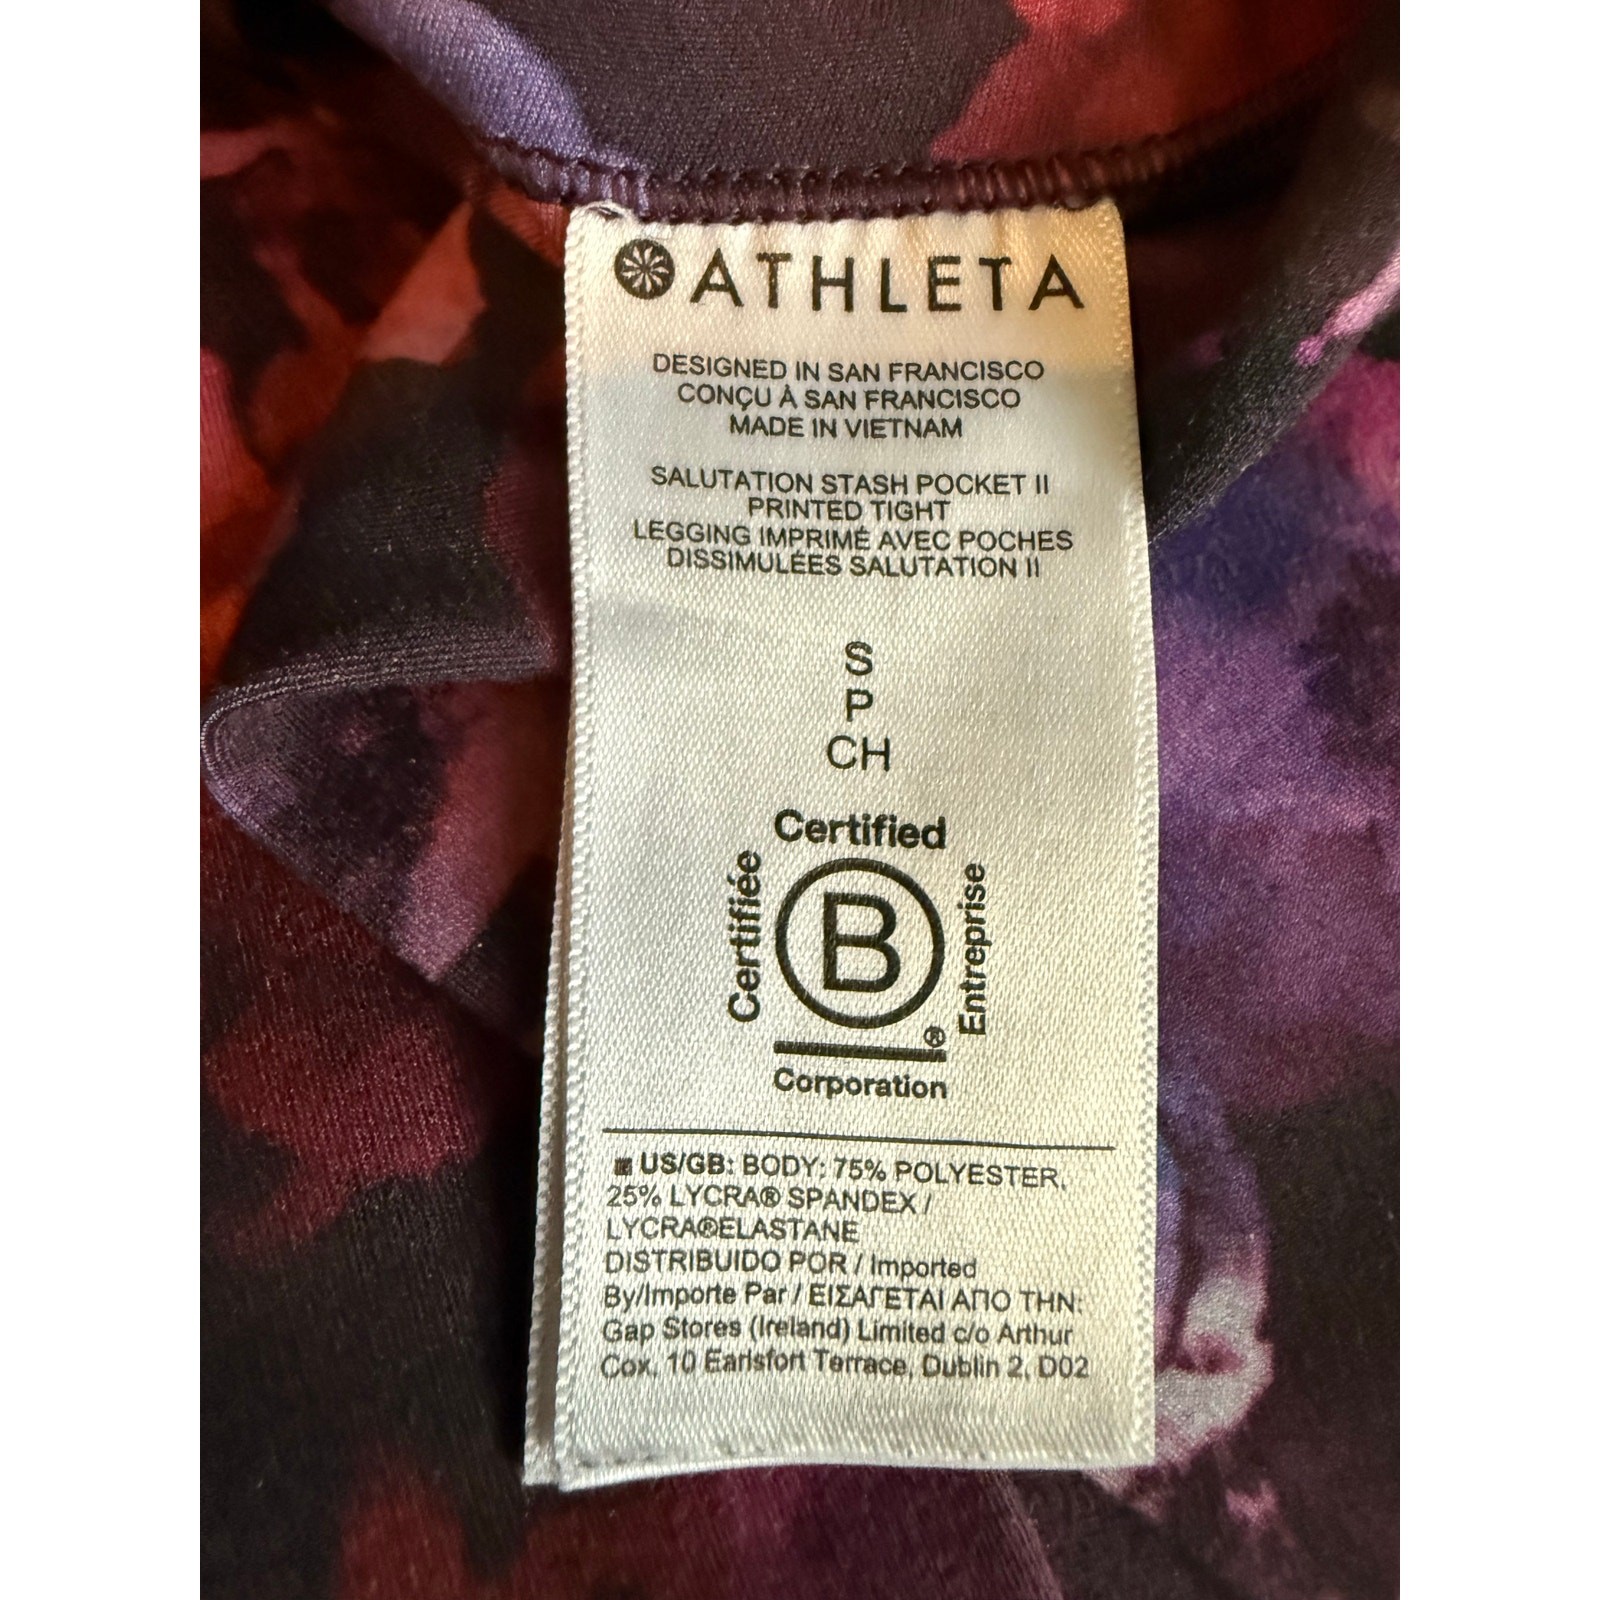 ATHLETA
DESIGNED IN SAN FRANCISCO
CONÇU À SAN FRANCISCO
MADE IN VIETNAM
SALUTATION STASH POCKET II
PRINTED TIGHT
LEGGING IMPRIMÉ AVEC POCHES
DISSIMULÉES SALUTATION II
S
P
CH
Certified
Certifiée
B
Entreprise
®
Corporation
US/GB: BODY: 75% POLYESTER,
25% LYCRA® SPANDEX /
LYCRA®ELASTANE
DISTRIBUIDO POR / Imported
By/Importe Par / ΕΙΣΑΓΕΤΑΙ ΑΠΟ ΤΗΝ:
Gap Stores (Ireland) Limited c/o Arthur
Cox, 10 Earlsfort Terrace, Dublin 2, D02